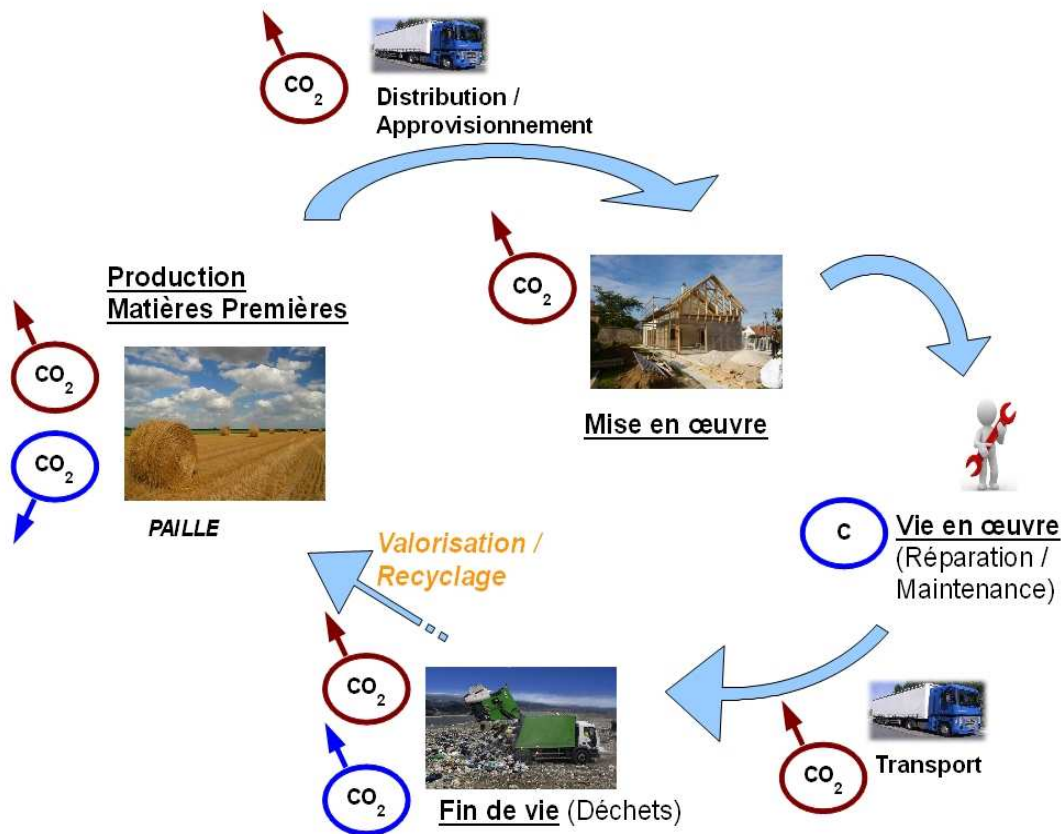 CO2
Distribution /
Approvisionnement
CO2
Production
Matières Premières
CO2
CO2
PAILLE
Mise en œuvre
C
Vie en œuvre
(Réparation /
Maintenance)
Valorisation /
Recyclage
CO2
CO2
Fin de vie (Déchets)
CO2
Transport